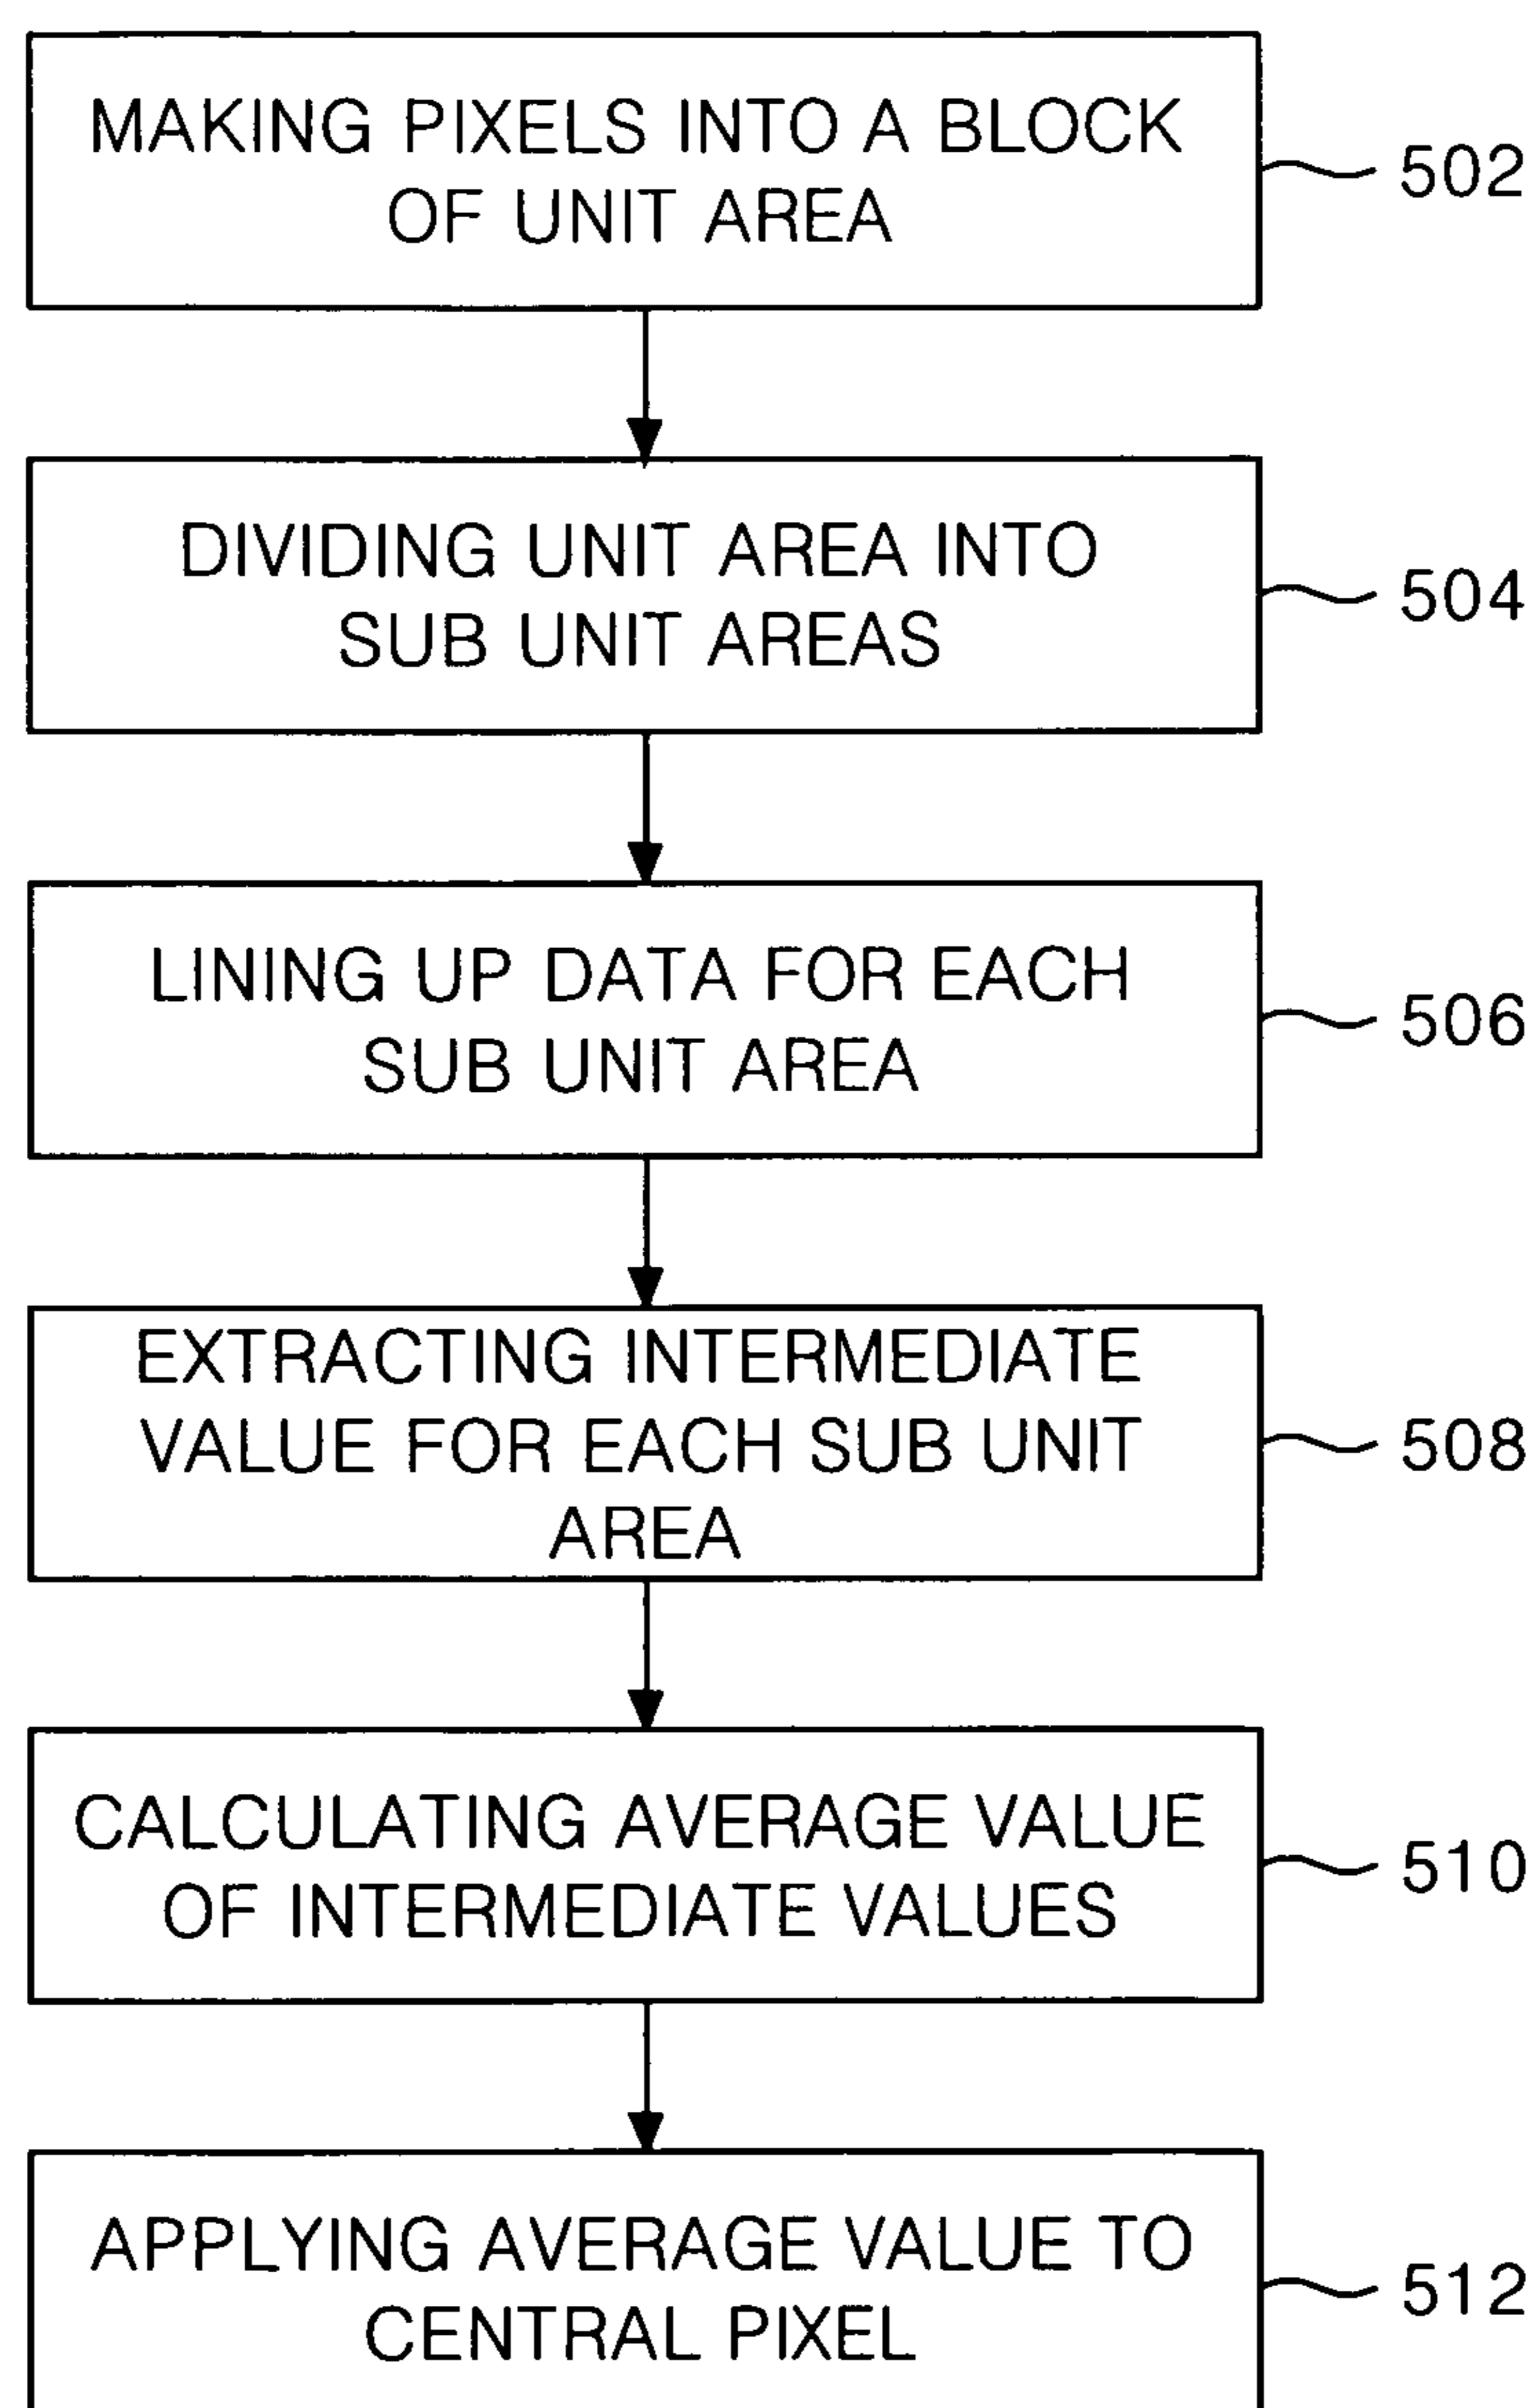 MAKING PIXELS INTO A BLOCK
OF UNIT AREA
502
DIVIDING UNIT AREA INTO
SUB UNIT AREAS
504
LINING UP DATA FOR EACH
SUB UNIT AREA
506
EXTRACTING INTERMEDIATE
VALUE FOR EACH SUB UNIT
AREA
508
CALCULATING AVERAGE VALUE
OF INTERMEDIATE VALUES
510
APPLYING AVERAGE VALUE TO
CENTRAL PIXEL
512